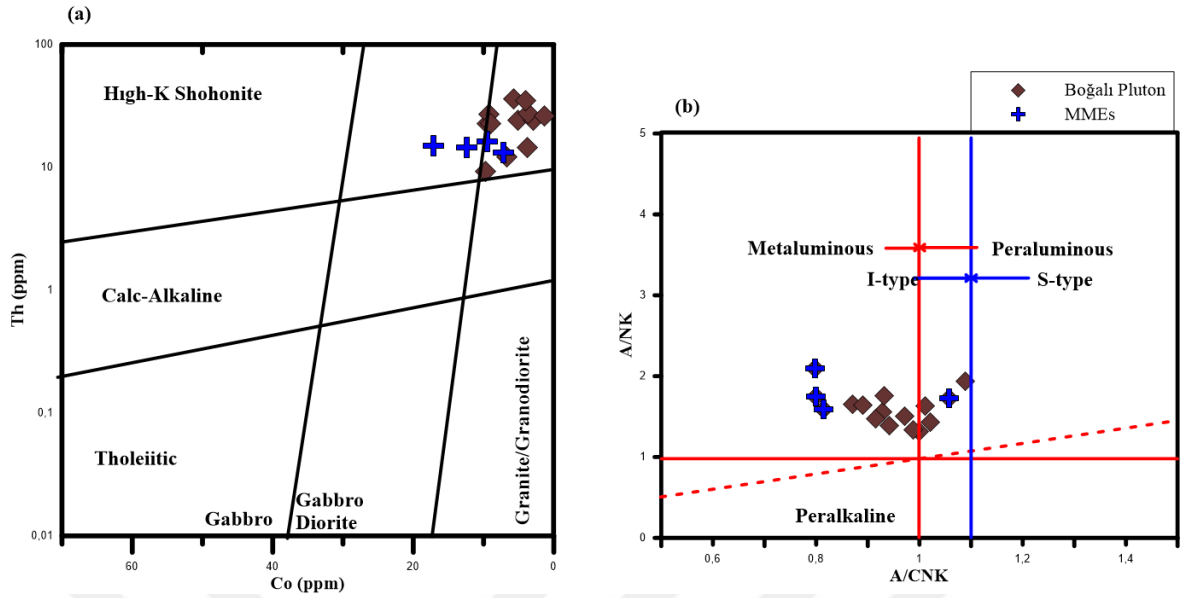 (a)
100
10
1
0,1
0,01
Th (ppm)
Hıgh-K Shohonite
Calc-Alkaline
Tholeiitic
Gabbro
Gabbro
Diorite
Granite/Granodiorite
60
40
20
0
Co (ppm)
(b)
Boğalı Pluton
MMEs
5
4
3
2
1
0
A/NK
Metaluminous
Peraluminous
I-type
S-type
Peralkaline
0,6
0,8
1
1,2
1,4
A/CNK